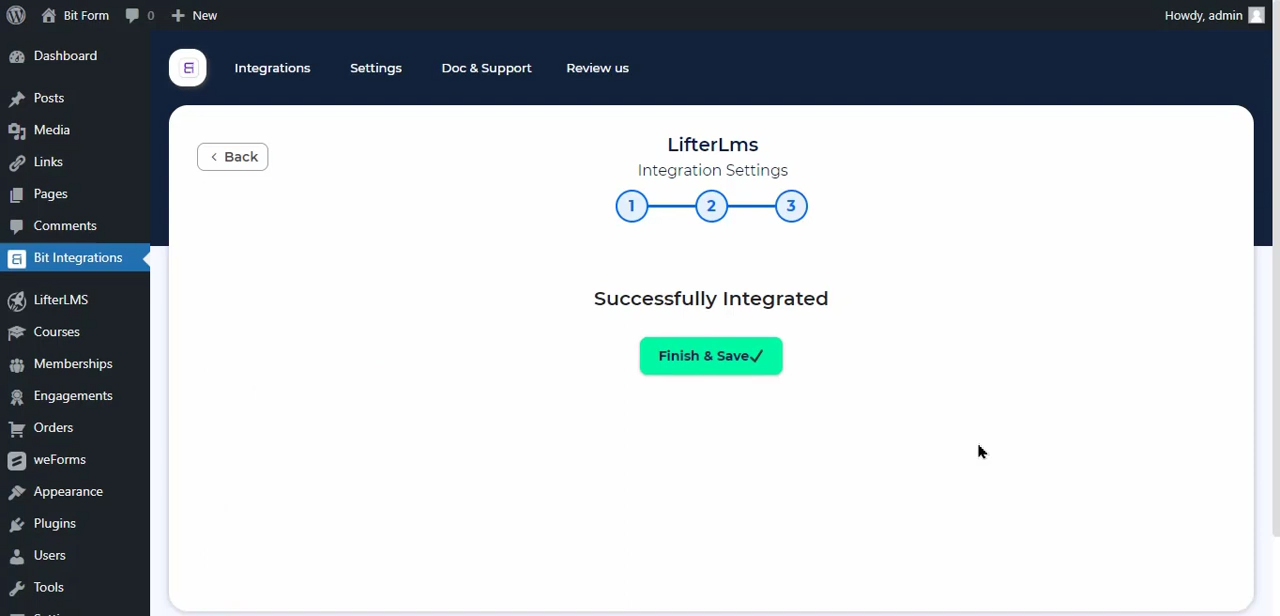 Bit Form 0 New Howdy, admin
Dashboard
Posts
Media
Links
Pages
Comments
Bit Integrations
LifterLMS
Courses
Memberships
Engagements
Orders
weForms
Appearance
Plugins
Users
Tools
Integrations Settings Doc & Support Review us
Back
LifterLms
Integration Settings
1 2 3
Successfully Integrated
Finish & Save✓